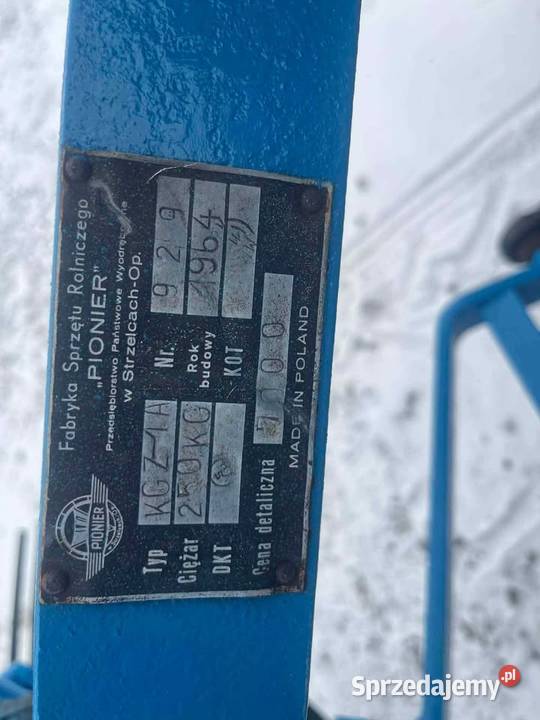 Fabryka Sprzętu Rolniczego
„PIONIER"
Przedsiębiorstwo Państwowe
w Strzelcach-Op.
PIONIER
Typ KGZ-1A Nr. 929
Ciężar 250KG Rok budowy 1964
DKT KOT
Cena detaliczna 7100
MADE IN POLAND
Sprzedajemy.pl